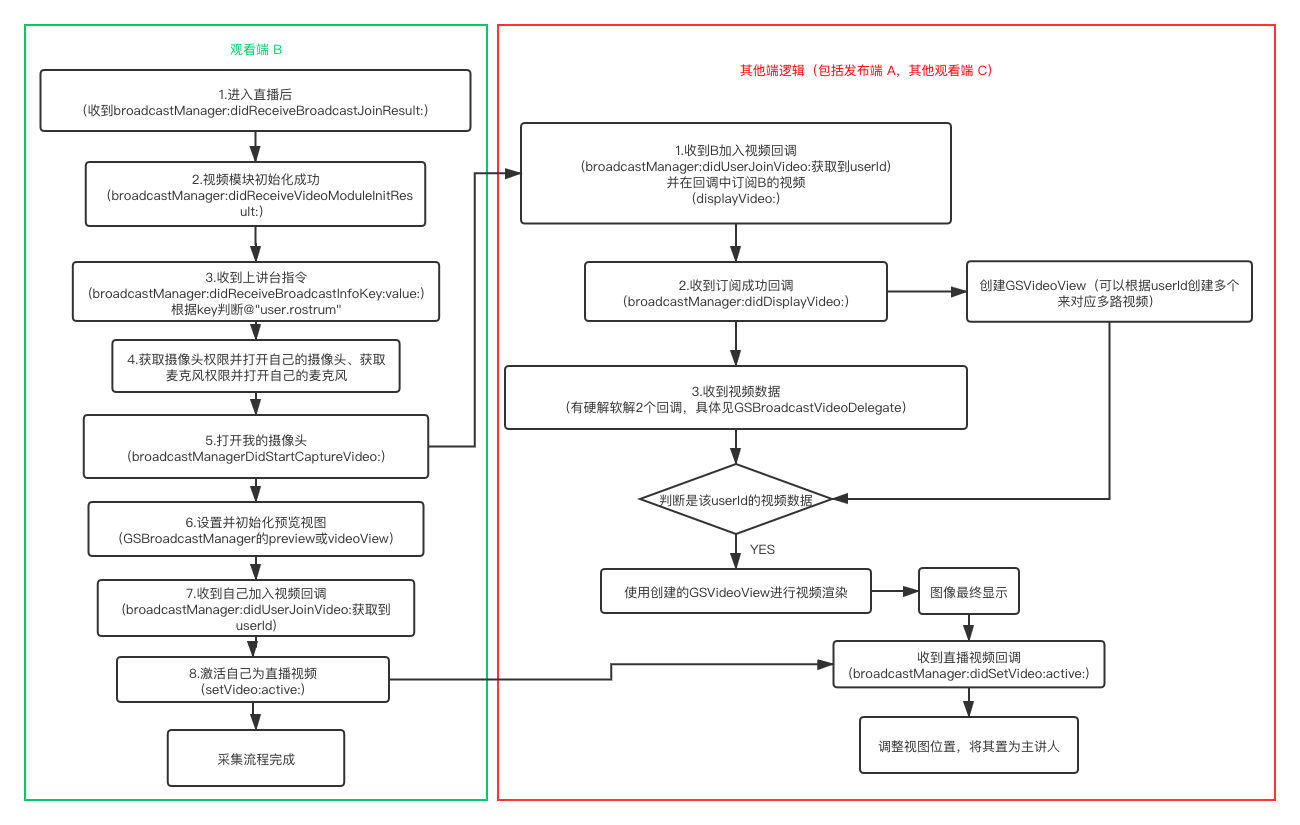 观看端 B
1.进入直播后
（收到broadcastManager:didReceiveBroadcastJoinResult:）
2.视频模块初始化成功
（broadcastManager:didReceiveVideoModuleInitRes
ult:）
3.收到上讲台指令
（broadcastManager:didReceiveBroadcastInfoKey:value:）
根据key判断@"user.rostrum"
4.获取摄像头权限并打开自己的摄像头、获取
麦克风权限并打开自己的麦克风
5.打开我的摄像头
（broadcastManagerDidStartCaptureVideo:）
6.设置并初始化预览视图
（GSBroadcastManager的preview或videoView）
7.收到自己加入视频回调
（broadcastManager:didUserJoinVideo:获取到
userId）
8.激活自己为直播视频
（setVideo:active:）
采集流程完成
其他端逻辑（包括发布端 A，其他观看端 C）
1.收到B加入视频回调
（broadcastManager:didUserJoinVideo:获取到userId）
并在回调中订阅B的视频
（displayVideo:）
2.收到订阅成功回调
（broadcastManager:didDisplayVideo:）
创建GSVideoView（可以根据userId创建多个
来对应多路视频）
3.收到视频数据
（有硬解软解2个回调，具体见GSBroadcastVideoDelegate）
判断是该userId的视频数据
YES
使用创建的GSVideoView进行视频渲染
图像最终显示
收到直播视频回调
（broadcastManager:didSetVideo:active:）
调整视图位置，将其置为主讲人